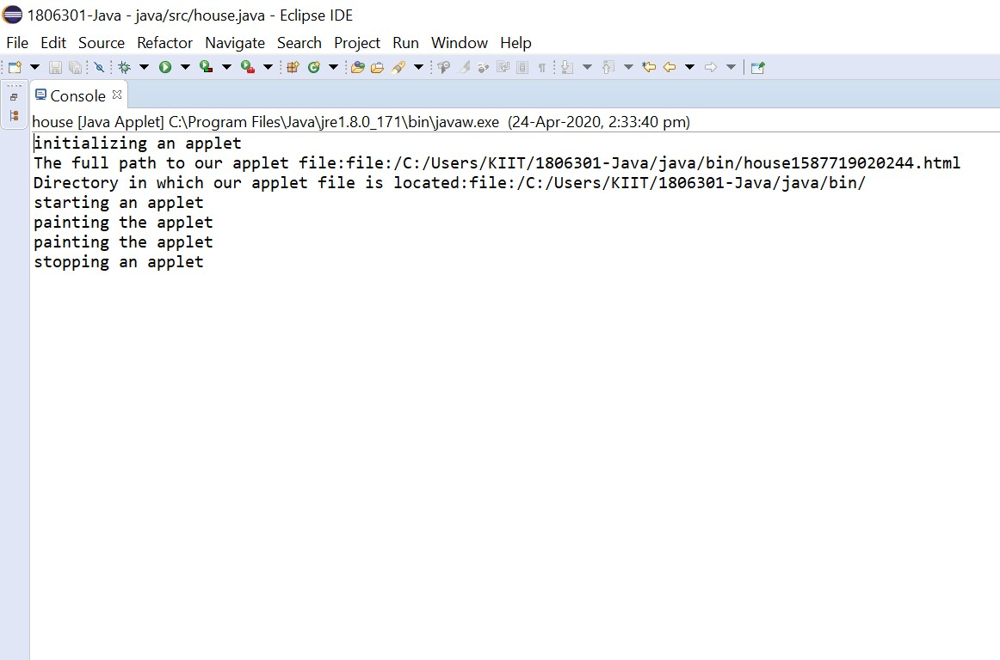 1806301-Java - java/src/house.java - Eclipse IDE
File Edit Source Refactor Navigate Search Project Run Window Help
Console
house [Java Applet] C:\Program Files\Java\jre1.8.0_171\bin\javaw.exe (24-Apr-2020, 2:33:40 pm)
initializing an applet
The full path to our applet file:file:/C:/Users/KIIT/1806301-Java/java/bin/house1587719020244.html
Directory in which our applet file is located:file:/C:/Users/KIIT/1806301-Java/java/bin/
starting an applet
painting the applet
painting the applet
stopping an applet